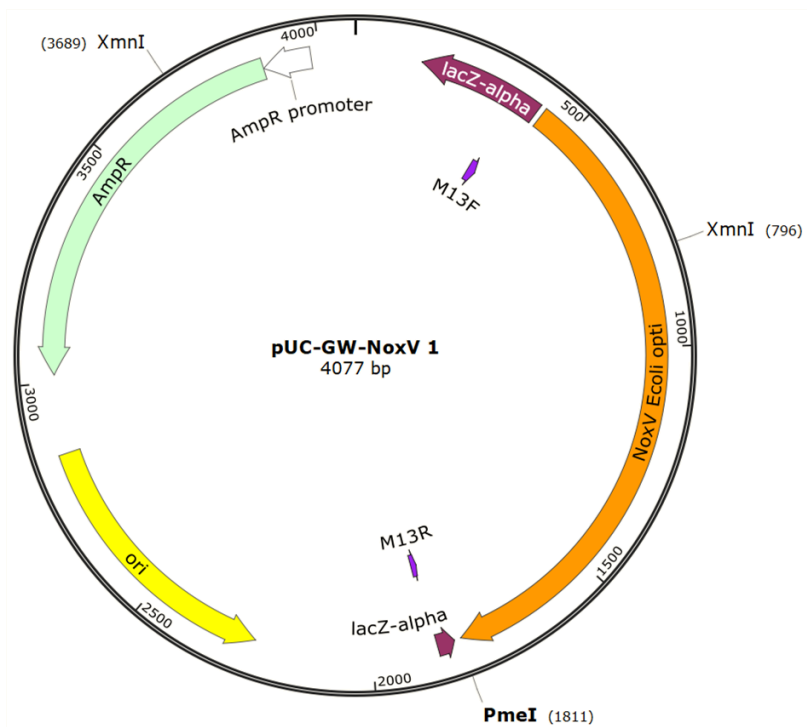 4000
(3689) XmnI
lacZ-alpha
500
AmpR promoter
3500
AmpR
M13F
XmnI (796)
1000
pUC-GW-NoxV 1
4077 bp
NoxV Ecoli opti
3000
M13R
ori
1500
lacZ-alpha
2500
2000
PmeI (1811)